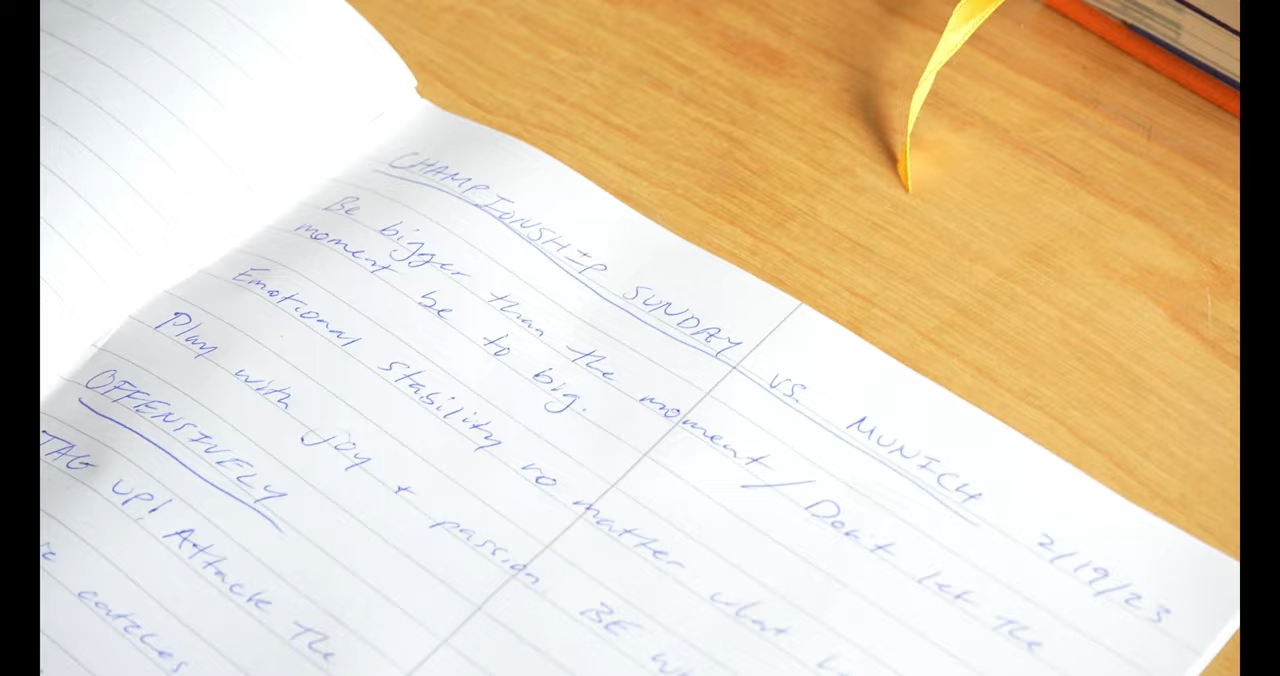 CHAMPIONSHIP SUNDAY vs. MUNICH 2/19/23
Be bigger than the moment / Don't let the
moment be to big.
Emotional stability no matter what
Play with joy + passion. BE
OFFENSIVELY
TAG UP! Attack The
catches